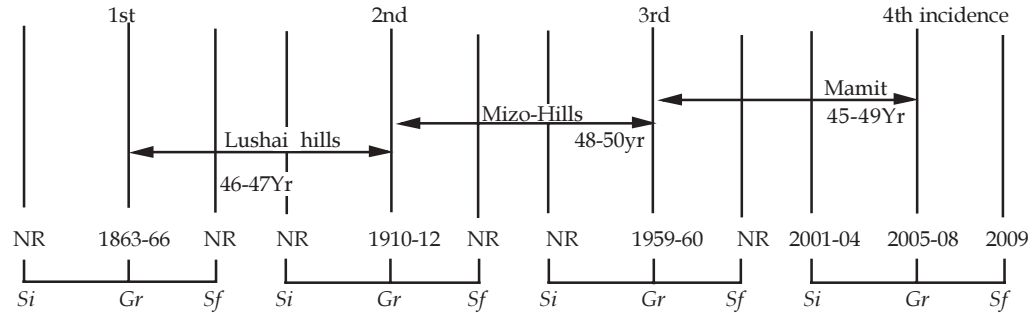 1st 2nd 3rd 4th incidence
Mamit
45-49Yr
Mizo-Hills
48-50yr
Lushai hills
46-47Yr
NR 1863-66 NR NR 1910-12 NR NR 1959-60 NR 2001-04 2005-08 2009
Si Gr Sf Si Gr Sf Si Gr Sf Si Gr Sf